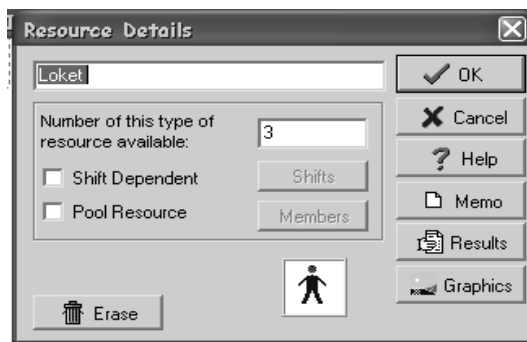 Resource Details
Loket
Number of this type of
resource available:
3
Shift Dependent
Shifts
Pool Resource
Members
Erase
OK
Cancel
Help
Memo
Results
Graphics